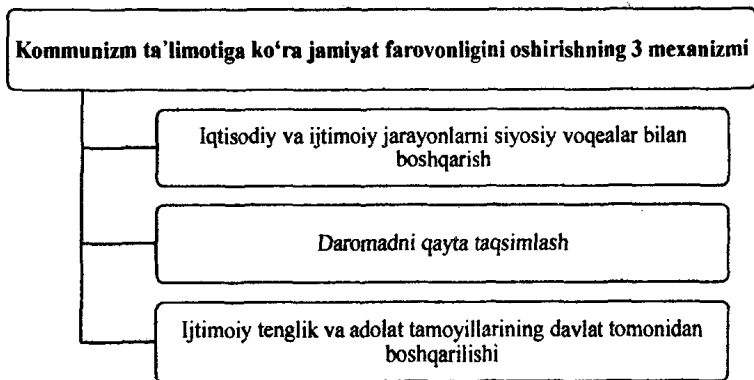 Kommunizm ta’limotiga ko‘ra jamiyat farovonligini oshirishning 3 mexanizmi
Iqtisodiy va ijtimoiy jarayonlarni siyosiy voqealar bilan
boshqarish
Daromadni qayta taqsimlash
Ijtimoiy tenglik va adolat tamoyillarining davlat tomonidan
boshqarilishi